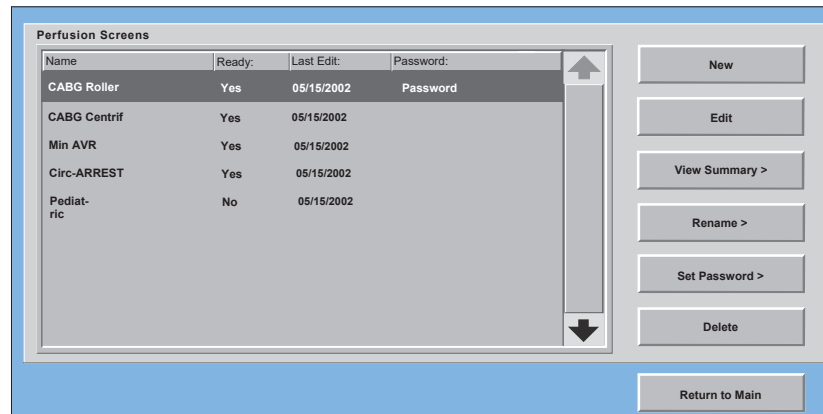 Perfusion Screens
Name Ready: Last Edit: Password:
CABG Roller Yes 05/15/2002 Password
CABG Centrif Yes 05/15/2002
Min AVR Yes 05/15/2002
Circ-ARREST Yes 05/15/2002
Pediat- No 05/15/2002
ric
New
Edit
View Summary >
Rename >
Set Password >
Delete
Return to Main